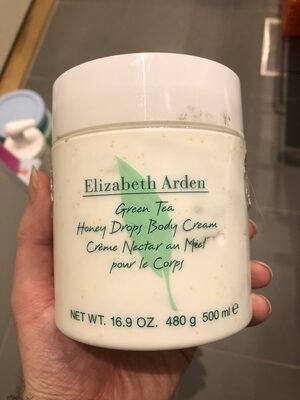 Elizabeth Arden
Green Tea
Honey Drops Body Cream
Crème Nectar au Miel
pour le Corps
NET WT. 16.9 OZ. 480 g 500 ml e